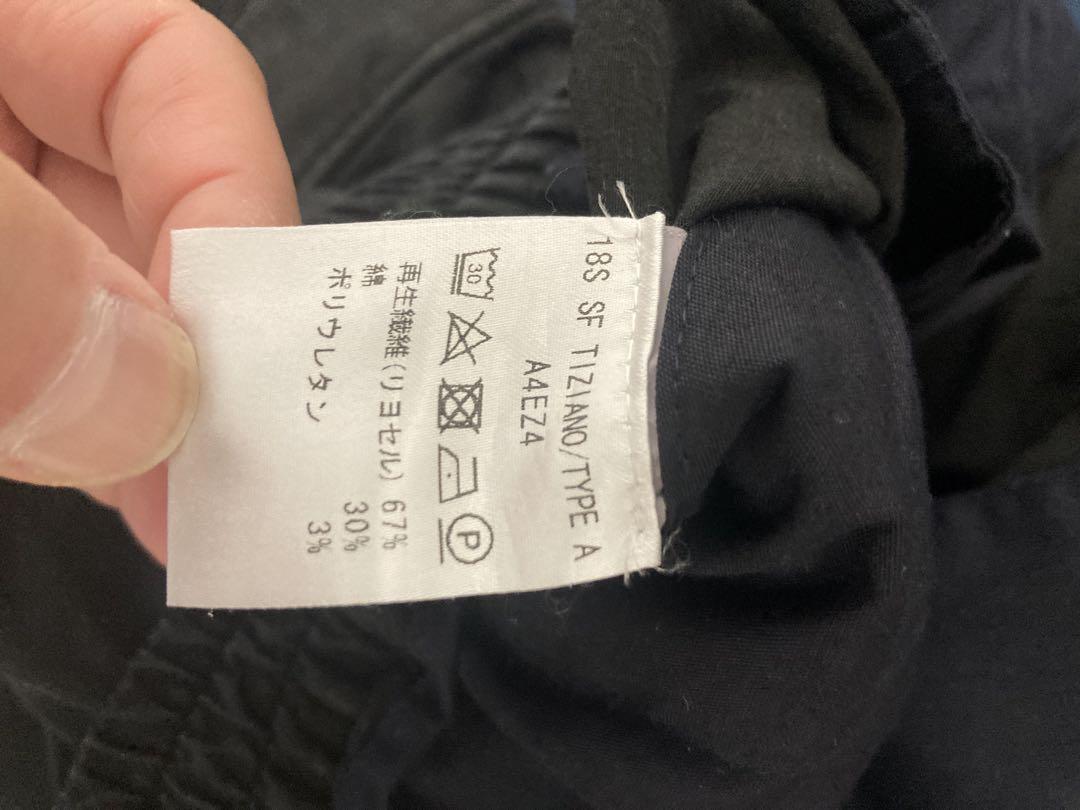 18S SF TIZIANO/TYPE A
A4EZ4
30
P
再生繊維(リヨセル) 67%
綿 30%
ポリウレタン 3%